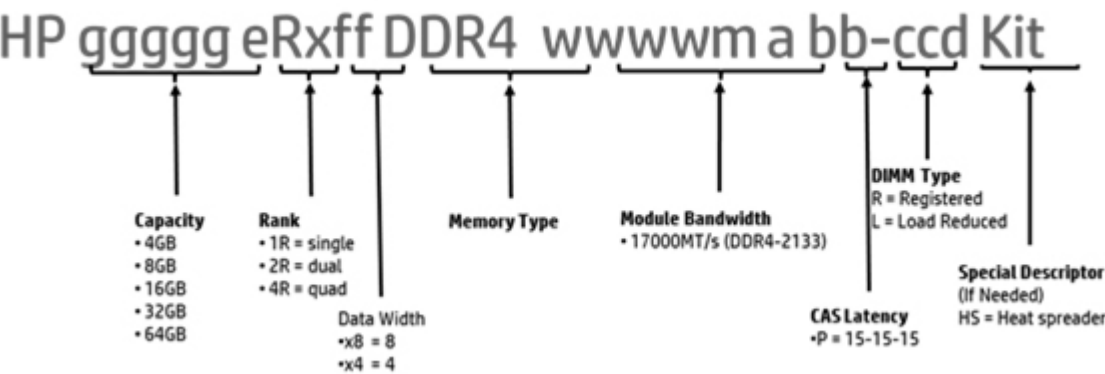 HP ggggg eRxff DDR4 wwwwm a bb-ccd Kit
Capacity
• 4GB
• 8GB
• 16GB
• 32GB
• 64GB
Rank
• 1R = single
• 2R = dual
• 4R = quad
Data Width
•x8 = 8
•x4 = 4
Memory Type
Module Bandwidth
• 17000MT/s (DDR4-2133)
CAS Latency
•P = 15-15-15
DIMM Type
R = Registered
L = Load Reduced
Special Descriptor
(If Needed)
HS = Heat spreader